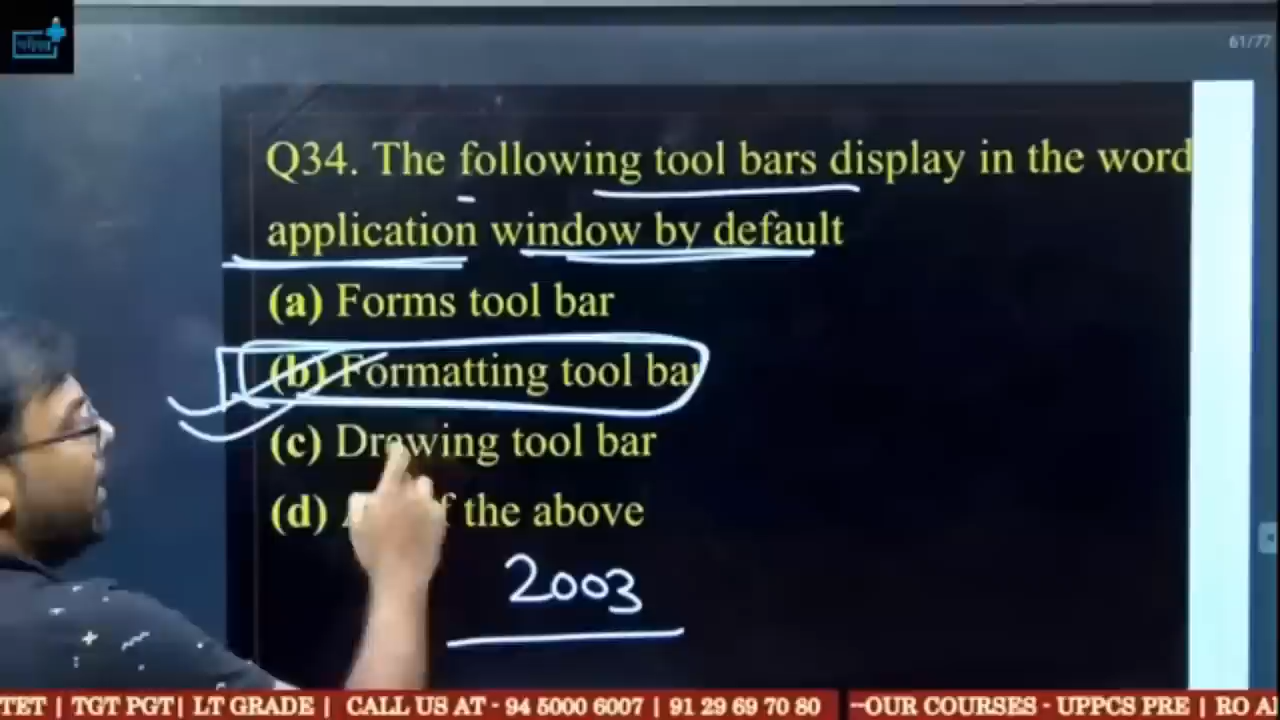 61/77
Q34. The following tool bars display in the word
application window by default
(a) Forms tool bar
(b) Formatting tool bar
(c) Drawing tool bar
(d) of the above
2003
TET | TGT PGT| LT GRADE | CALL US AT - 94 5000 6007 | 91 29 69 70 80 --OUR COURSES - UPPCS PRE | RO A